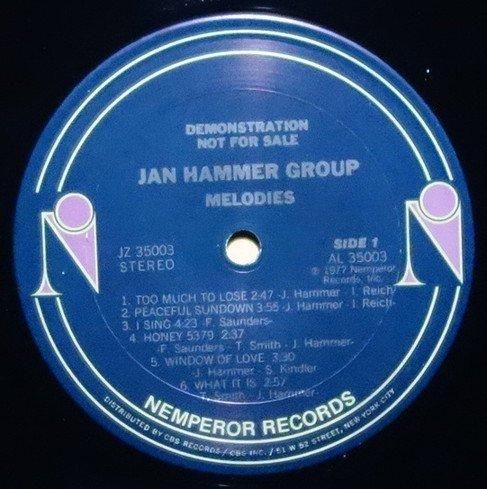 DEMONSTRATION
NOT FOR SALE
JAN HAMMER GROUP
MELODIES
JZ 35003
STEREO
SIDE 1
AL 35003
℗ 1977 Nemperor
Records, Inc.
1. TOO MUCH TO LOSE 2:47 -J. Hammer - I. Reich-
2. PEACEFUL SUNDOWN 3:55 -J. Hammer - I. Reich-
3. I SING 4:23 -F. Saunders-
4. HONEY 5379 2:37
-F. Saunders - T. Smith - J. Hammer-
5. WINDOW OF LOVE 3:30
-J. Hammer - S. Kindler-
6. WHAT IT IS 2:57
-T. Smith - J. Hammer-
NEMPEROR RECORDS
DISTRIBUTED BY CBS RECORDS / CBS INC. / 51 W 52 STREET, NEW YORK CITY